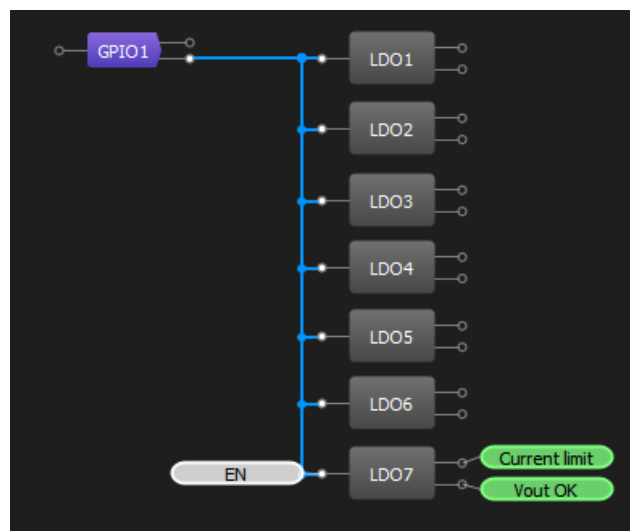 GPIO1
LDO1
LDO2
LDO3
LDO4
LDO5
LDO6
EN
LDO7
Current limit
Vout OK